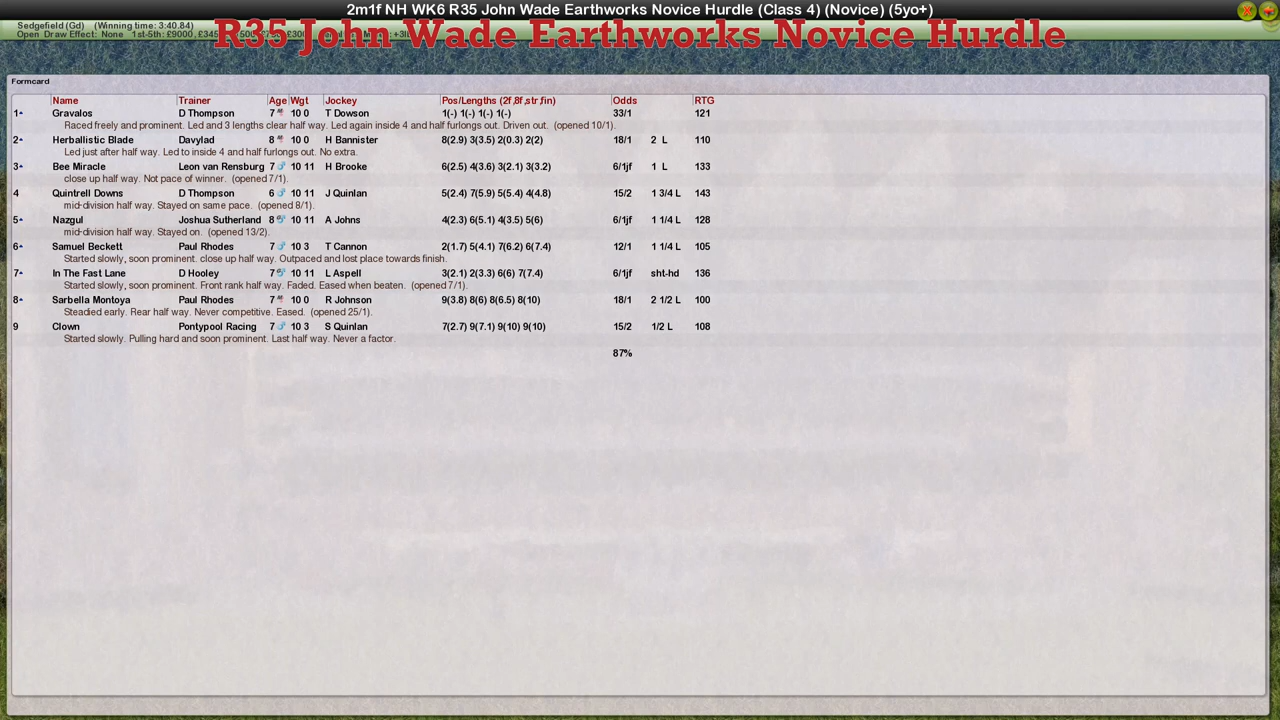 2m1f NH WK6 R35 John Wade Earthworks Novice Hurdle (Class 4) (Novice) (5yo+)
Sedgefield (Gd) (Winning time: 3:40.84)
R35 John Wade Earthworks Novice Hurdle
Open Draw Effect: None 1st-5th: £9000, £345
Formcard
Name Trainer Age Wgt Jockey Pos/Lengths (2f,8f,str,fin) Odds RTG
1 Gravalos D Thompson 7 10 0 T Dowson 1(-) 1(-) 1(-) 1(-) 33/1 121
Raced freely and prominent. Led and 3 lengths clear half way. Led again inside 4 and half furlongs out. Driven out. (opened 10/1).
2 Herballistic Blade Davylad 8 10 0 H Bannister 8(2.9) 3(3.5) 2(0.3) 2(2) 18/1 2 L 110
Led just after half way. Led to inside 4 and half furlongs out. No extra.
3 Bee Miracle Leon van Rensburg 7 10 11 H Brooke 6(2.5) 4(3.6) 3(2.1) 3(3.2) 6/1jf 1 L 133
close up half way. Not pace of winner. (opened 7/1).
4 Quintrell Downs D Thompson 6 10 11 J Quinlan 5(2.4) 7(5.9) 5(5.4) 4(4.8) 15/2 1 3/4 L 143
mid-division half way. Stayed on same pace. (opened 8/1).
5 Nazgul Joshua Sutherland 8 10 11 A Johns 4(2.3) 6(5.1) 4(3.5) 5(6) 6/1jf 1 1/4 L 128
mid-division half way. Stayed on. (opened 13/2).
6 Samuel Beckett Paul Rhodes 7 10 3 T Cannon 2(1.7) 5(4.1) 7(6.2) 6(7.4) 12/1 1 1/4 L 105
Started slowly, soon prominent. close up half way. Outpaced and lost place towards finish.
7 In The Fast Lane D Hooley 7 10 11 L Aspell 3(2.1) 2(3.3) 6(6) 7(7.4) 6/1jf sht-hd 136
Started slowly, soon prominent. Front rank half way. Faded. Eased when beaten. (opened 7/1).
8 Sarbella Montoya Paul Rhodes 7 10 0 R Johnson 9(3.8) 8(6) 8(6.5) 8(10) 18/1 2 1/2 L 100
Steadied early. Rear half way. Never competitive. Eased. (opened 25/1).
9 Clown Pontypool Racing 7 10 3 S Quinlan 7(2.7) 9(7.1) 9(10) 9(10) 15/2 1/2 L 108
Started slowly. Pulling hard and soon prominent. Last half way. Never a factor.
87%